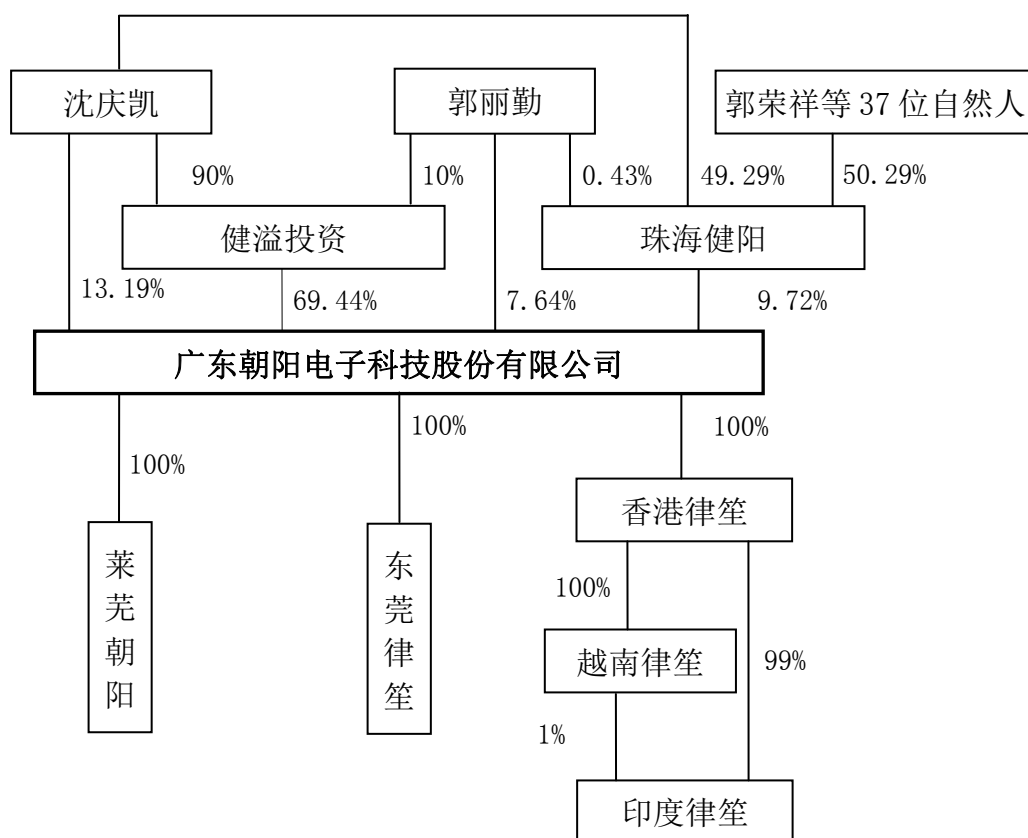 沈庆凯
郭丽勤
郭荣祥等 37 位自然人
90%
10%
0.43%
49.29%
50.29%
健溢投资
珠海健阳
13.19%
69.44%
7.64%
9.72%
广东朝阳电子科技股份有限公司
100%
100%
100%
香港律笙
莱芜朝阳
东莞律笙
100%
越南律笙
99%
1%
印度律笙